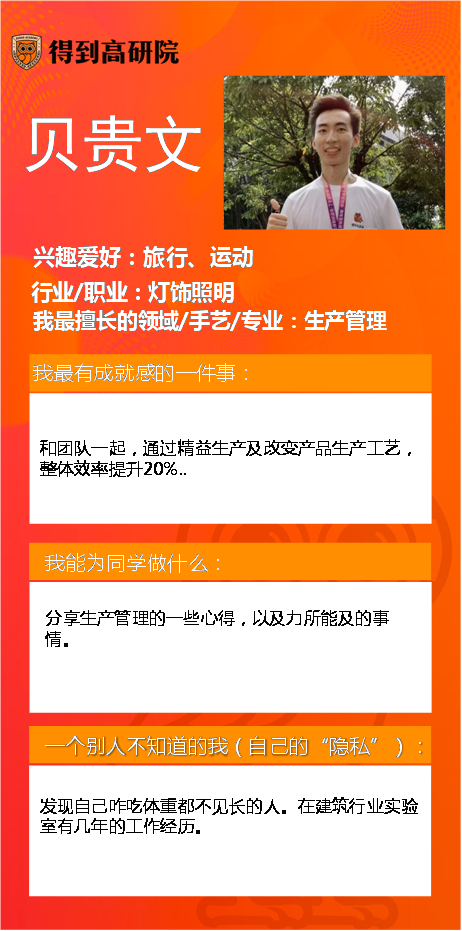 得到高研院
贝贵文
兴趣爱好：旅行、运动
行业/职业：灯饰照明
我最擅长的领域/手艺/专业：生产管理
我最有成就感的一件事：
和团队一起，通过精益生产及改变产品生产工艺，
整体效率提升20%..
我能为同学做什么：
分享生产管理的一些心得，以及力所能及的事
情。
一个别人不知道的我（自己的“隐私”）：
发现自己咋吃体重都不见长的人。在建筑行业实验
室有几年的工作经历。